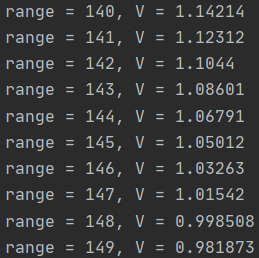 range = 140, V = 1.14214
range = 141, V = 1.12312
range = 142, V = 1.1044
range = 143, V = 1.08601
range = 144, V = 1.06791
range = 145, V = 1.05012
range = 146, V = 1.03263
range = 147, V = 1.01542
range = 148, V = 0.998508
range = 149, V = 0.981873